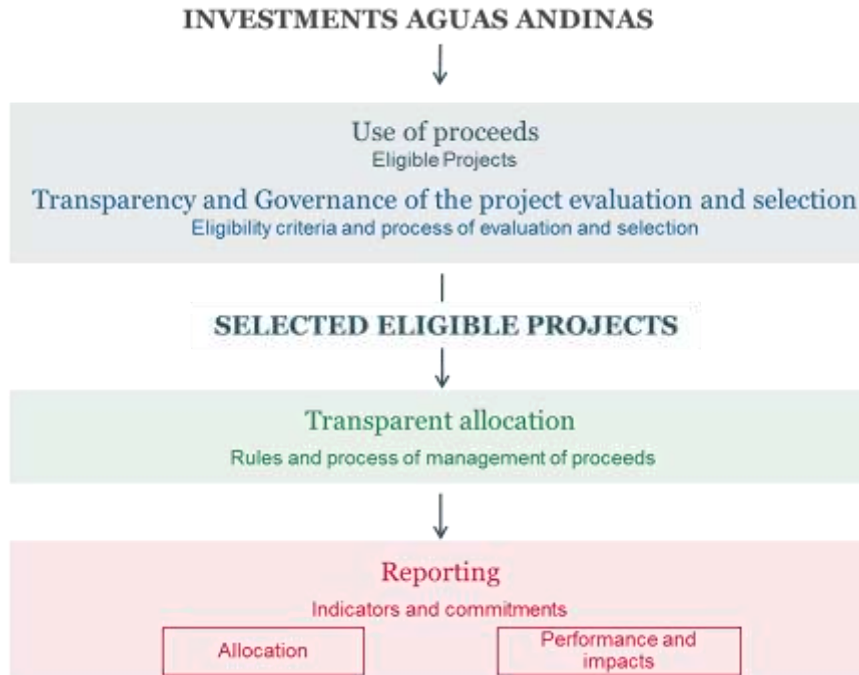 INVESTMENTS AGUAS ANDINAS
Use of proceeds
Eligible Projects
Transparency and Governance of the project evaluation and selection
Eligibility criteria and process of evaluation and selection
SELECTED ELIGIBLE PROJECTS
Transparent allocation
Rules and process of management of proceeds
Reporting
Indicators and commitments
Allocation
Performance and
impacts